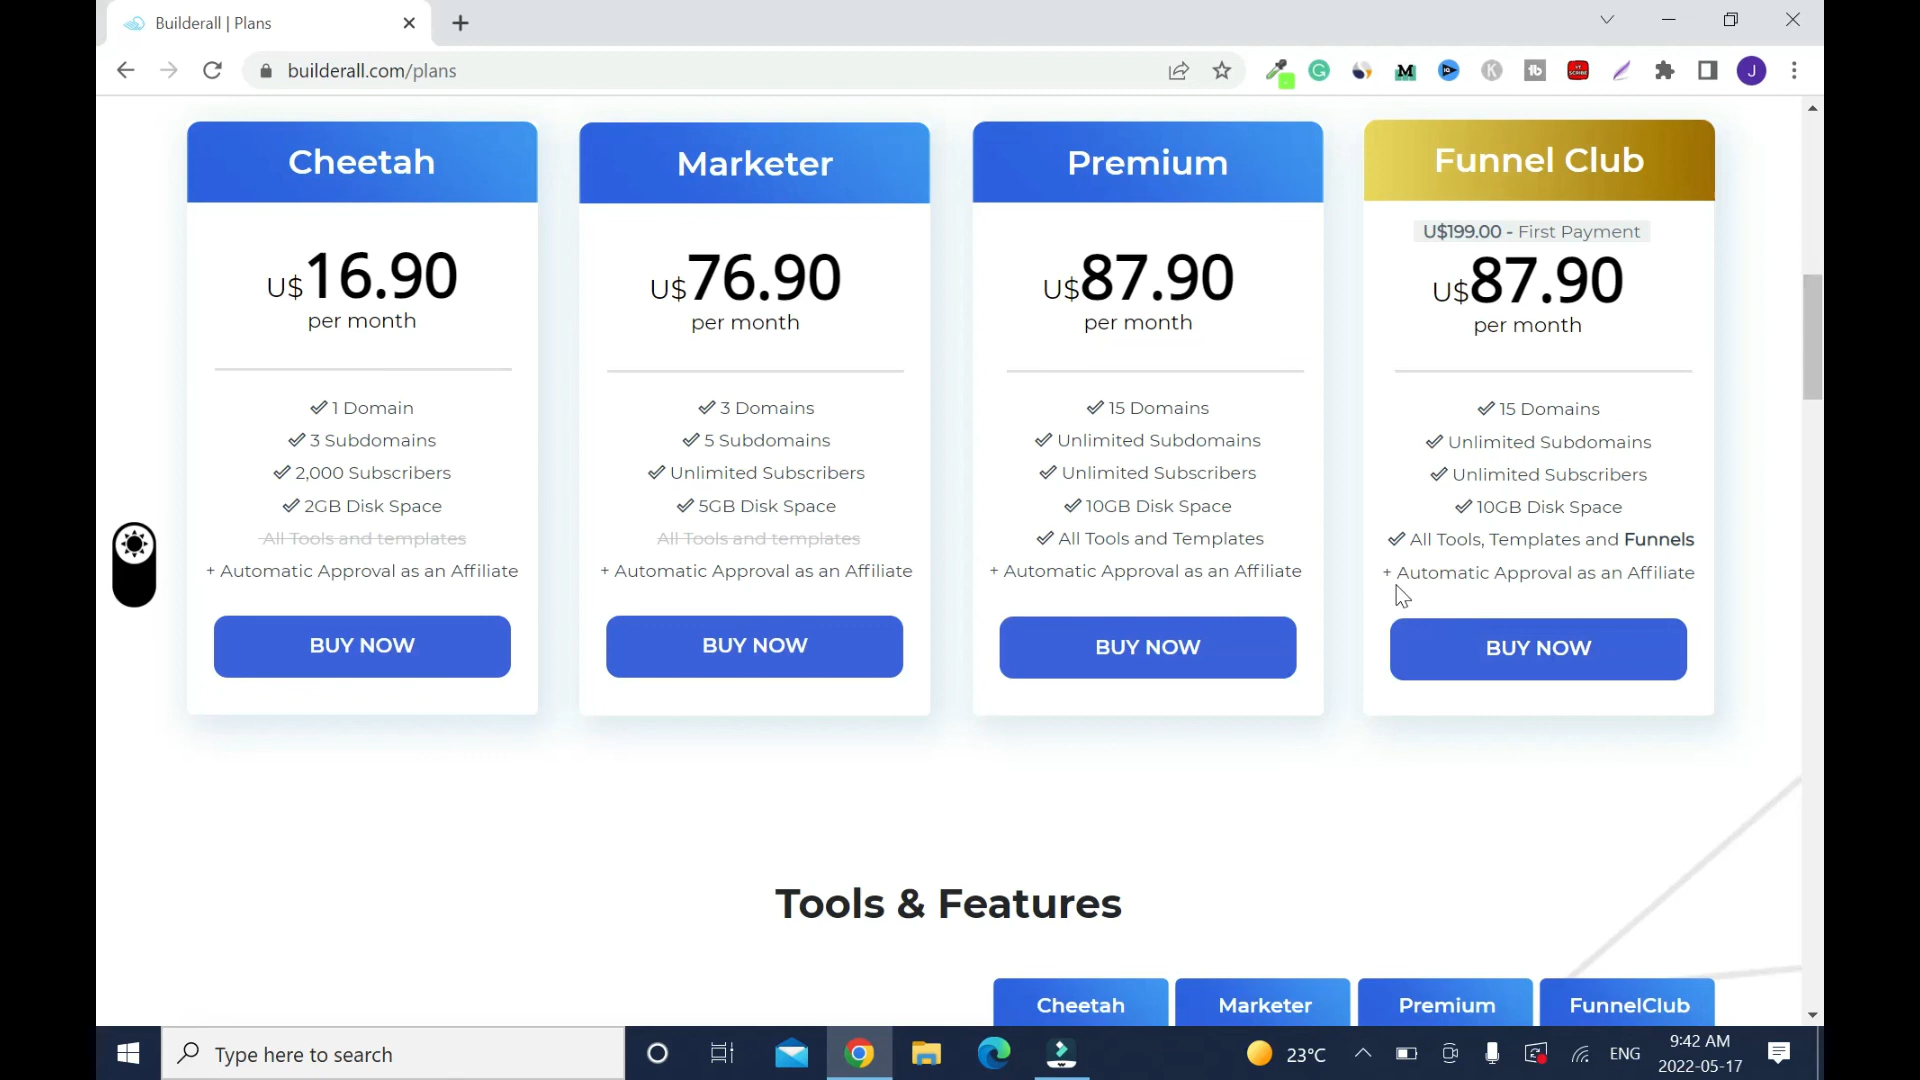 Builderall | Plans
builderall.com/plans
J
Cheetah
U$16.90
per month
1 Domain
3 Subdomains
2,000 Subscribers
2GB Disk Space
All Tools and templates
+ Automatic Approval as an Affiliate
BUY NOW
Marketer
U$76.90
per month
3 Domains
5 Subdomains
Unlimited Subscribers
5GB Disk Space
All Tools and templates
+ Automatic Approval as an Affiliate
BUY NOW
Premium
U$87.90
per month
15 Domains
Unlimited Subdomains
Unlimited Subscribers
10GB Disk Space
All Tools and Templates
+ Automatic Approval as an Affiliate
BUY NOW
Funnel Club
U$199.00 - First Payment
U$87.90
per month
15 Domains
Unlimited Subdomains
Unlimited Subscribers
10GB Disk Space
All Tools, Templates and Funnels
+ Automatic Approval as an Affiliate
BUY NOW
Tools & Features
Cheetah Marketer Premium FunnelClub
Type here to search
23°C
ENG
9:42 AM
2022-05-17